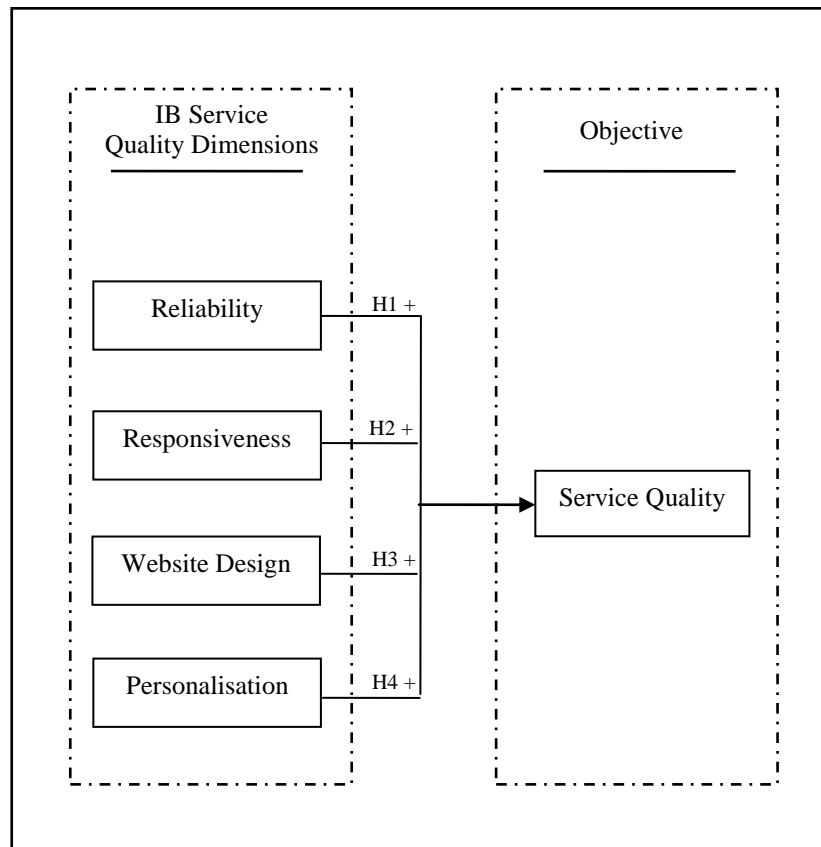 IB Service
Quality Dimensions
Objective
Reliability
H1 +
Responsiveness
H2 +
Service Quality
Website Design
H3 +
Personalisation
H4 +